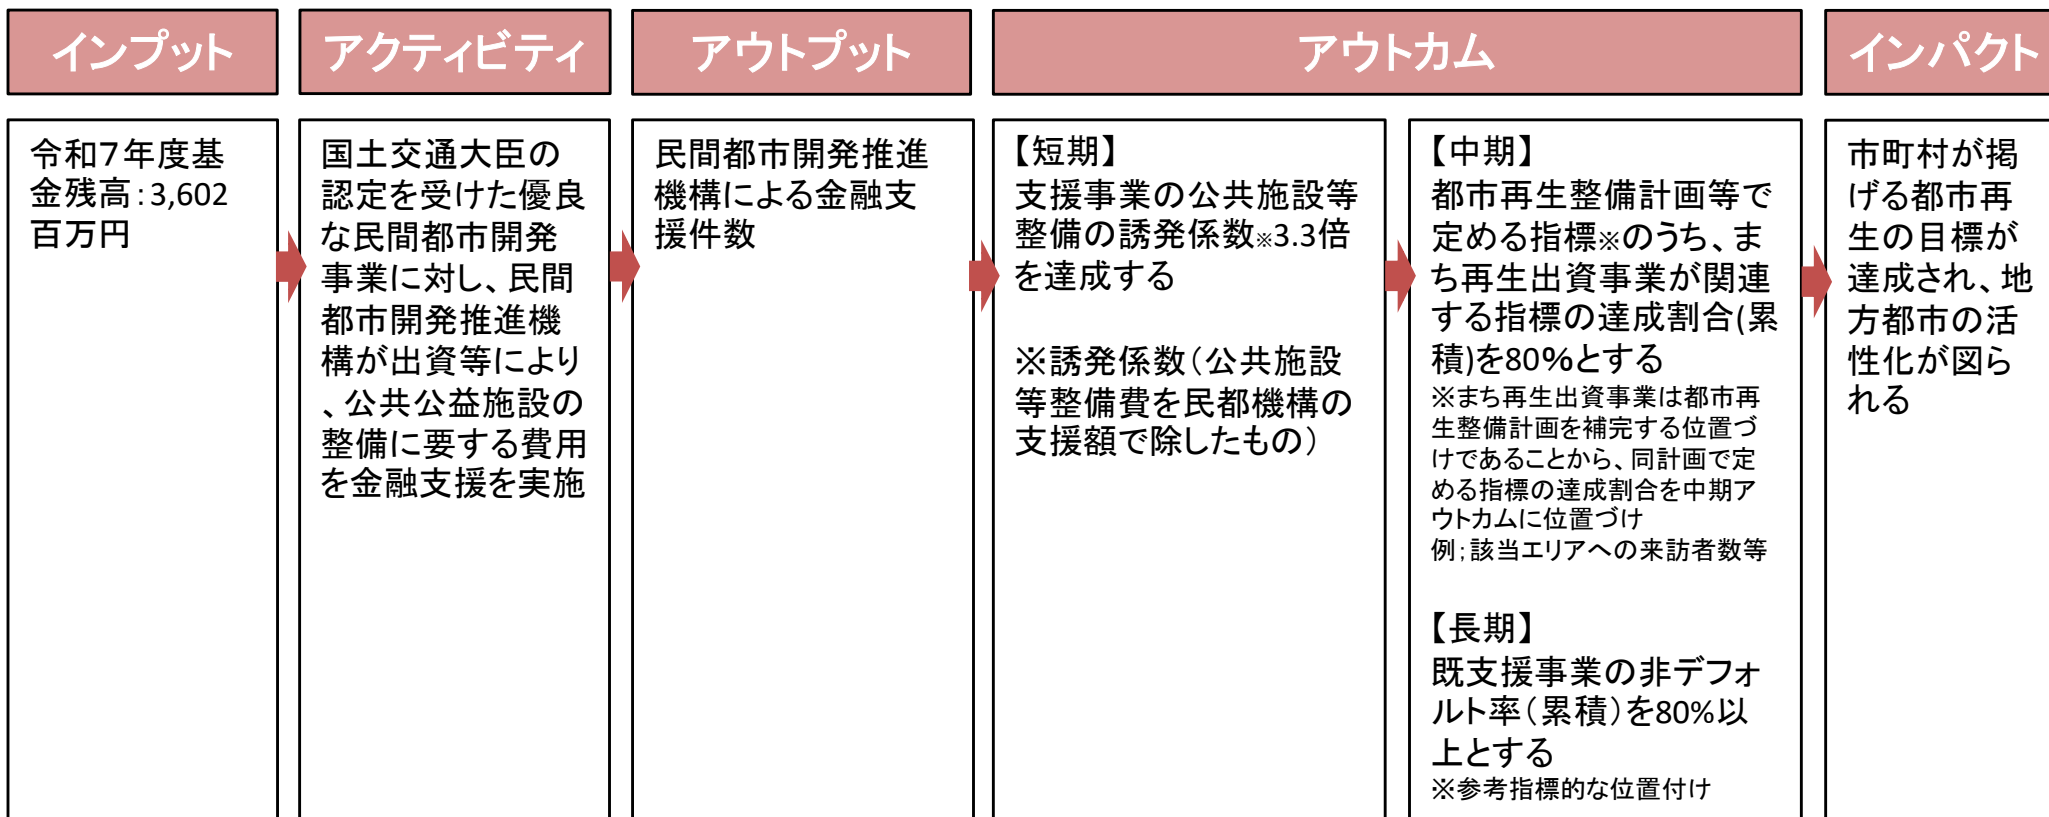 インプット
アクティビティ
アウトプット
アウトカム
インパクト
令和7年度基
金残高：3,602
百万円
国土交通大臣の
認定を受けた優良
な民間都市開発
事業に対し、民間
都市開発推進機
構が出資等により
、公共公益施設の
整備に要する費用
を金融支援を実施
民間都市開発推進
機構による金融支
援件数
【短期】
支援事業の公共施設等
整備の誘発係数※3.3倍
を達成する
※誘発係数（公共施設
等整備費を民都機構の
支援額で除したもの）
【中期】
都市再生整備計画等で
定める指標※のうち、ま
ち再生出資事業が関連
する指標の達成割合(累
積)を80%とする
※まち再生出資事業は都市再
生整備計画を補完する位置づ
けであることから、同計画で定
める指標の達成割合を中期ア
ウトカムに位置づけ
例；該当エリアへの来訪者数等
【長期】
既支援事業の非デフォ
ルト率（累積）を80%以
上とする
※参考指標的な位置付け
市町村が掲
げる都市再
生の目標が
達成され、地
方都市の活
性化が図ら
れる